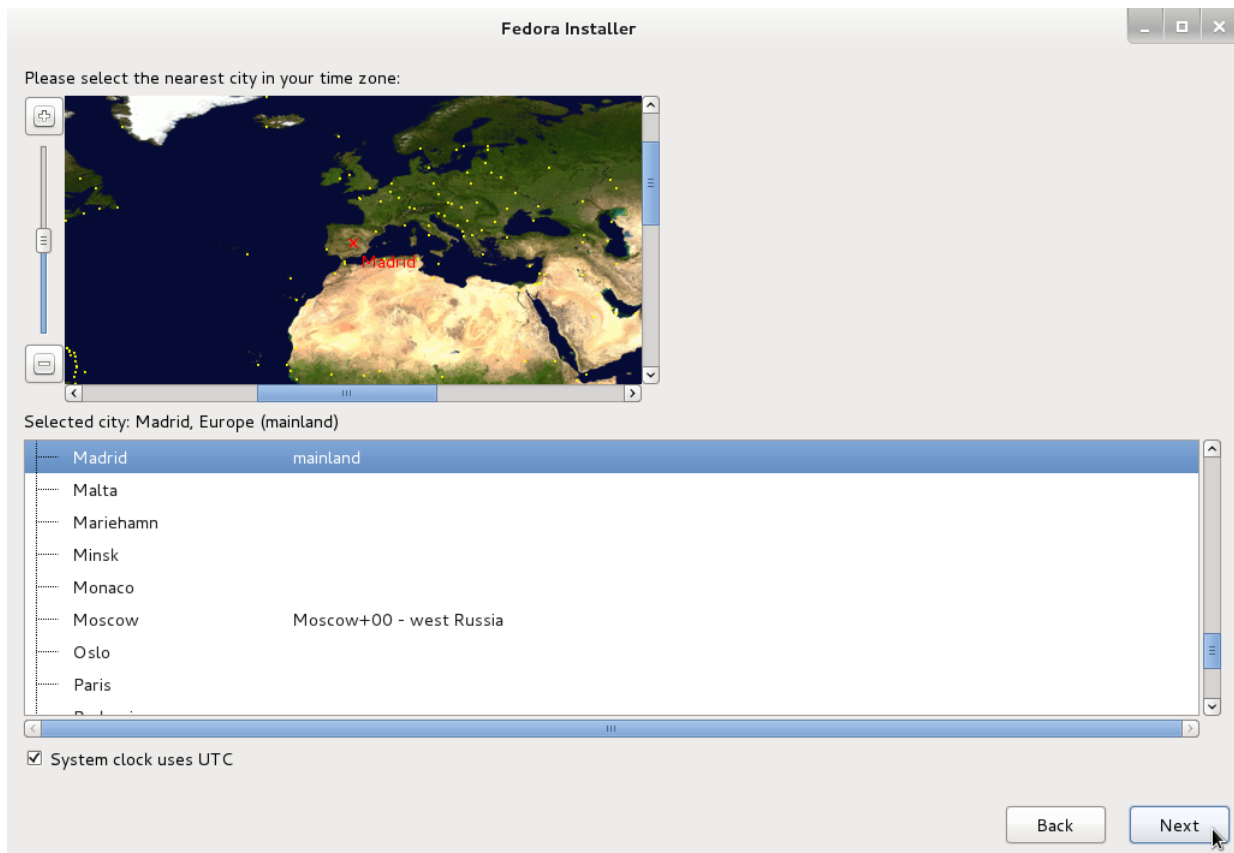 Fedora Installer
Please select the nearest city in your time zone:
Madrid
Selected city: Madrid, Europe (mainland)
Madrid mainland
Malta
Mariehamn
Minsk
Monaco
Moscow Moscow+00 - west Russia
Oslo
Paris
System clock uses UTC
Back Next